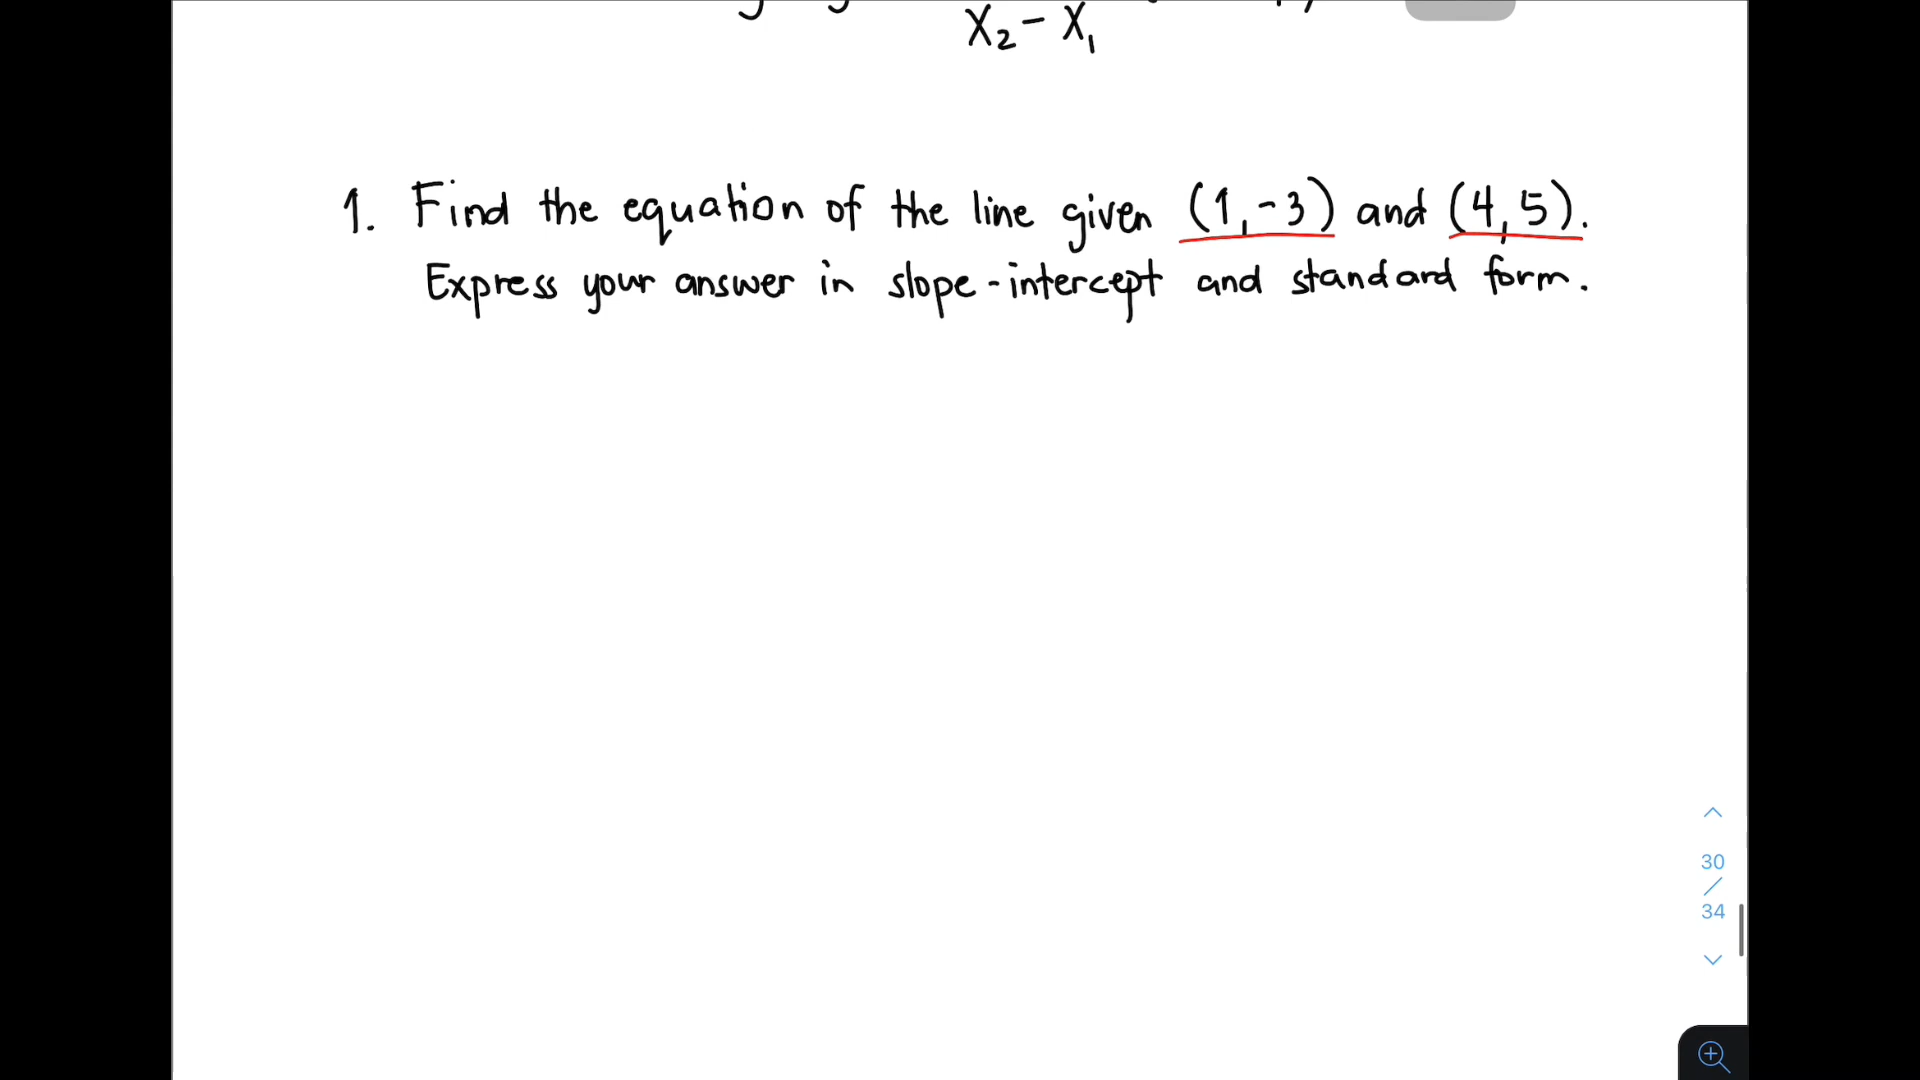 x₂ - x₁
1. Find the equation of the line given (1, -3) and (4, 5).
Express your answer in slope-intercept and standard form.
30
/
34